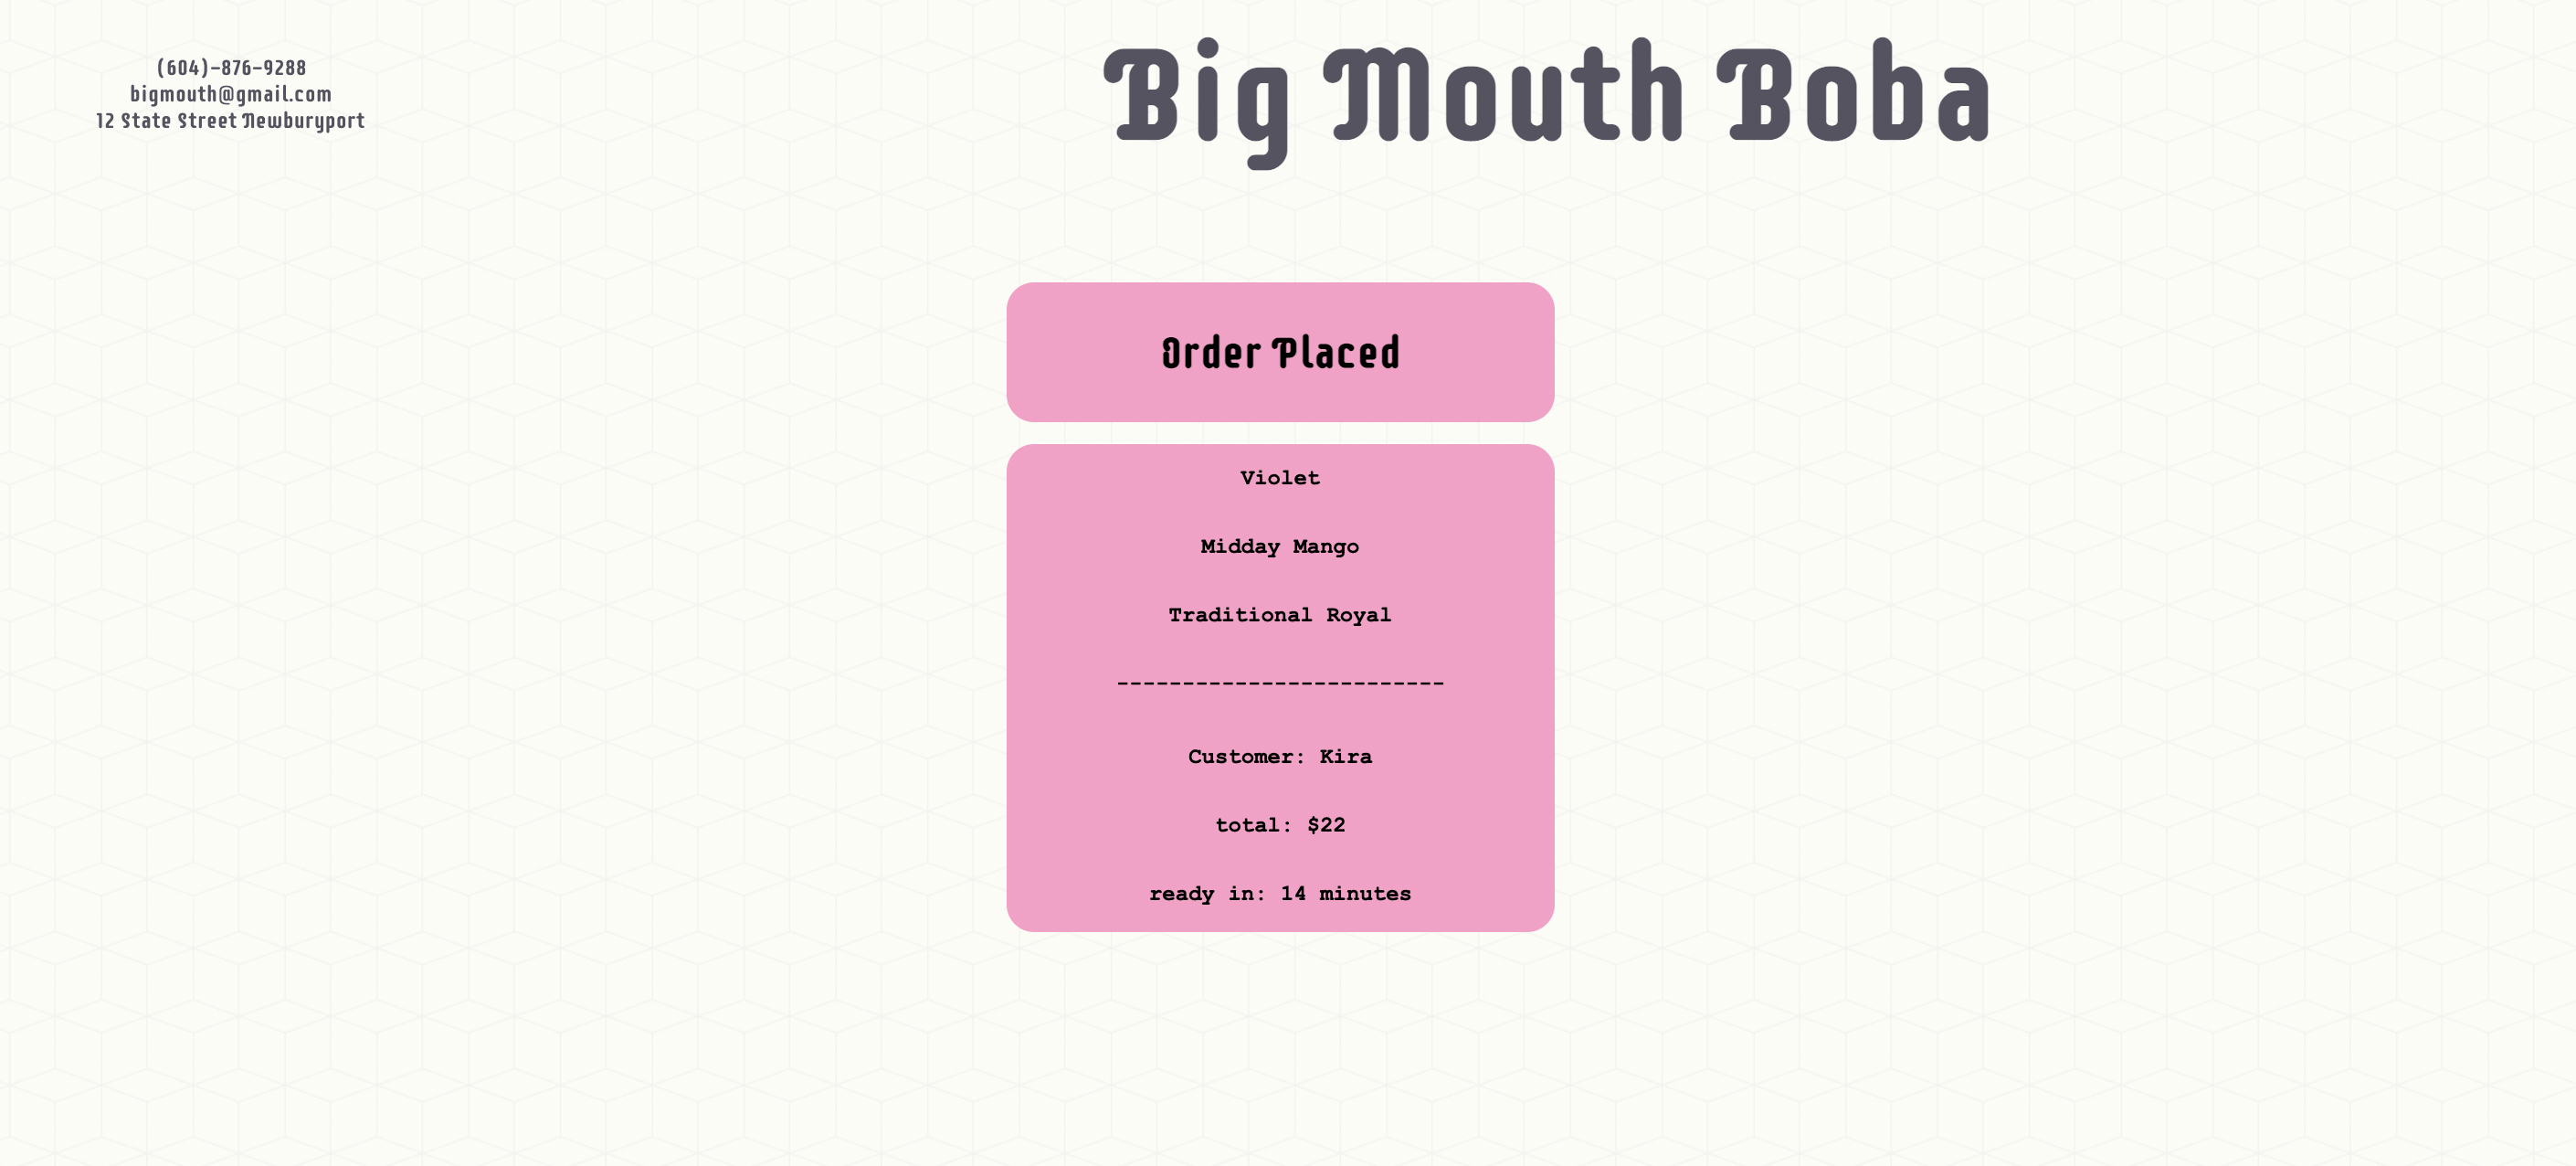 (604)-876-9288
bigmouth@gmail.com
12 State Street Newburyport
Big Mouth Boba
Order Placed
Violet
Midday Mango
Traditional Royal
-------------------------
Customer: Kira
total: $22
ready in: 14 minutes